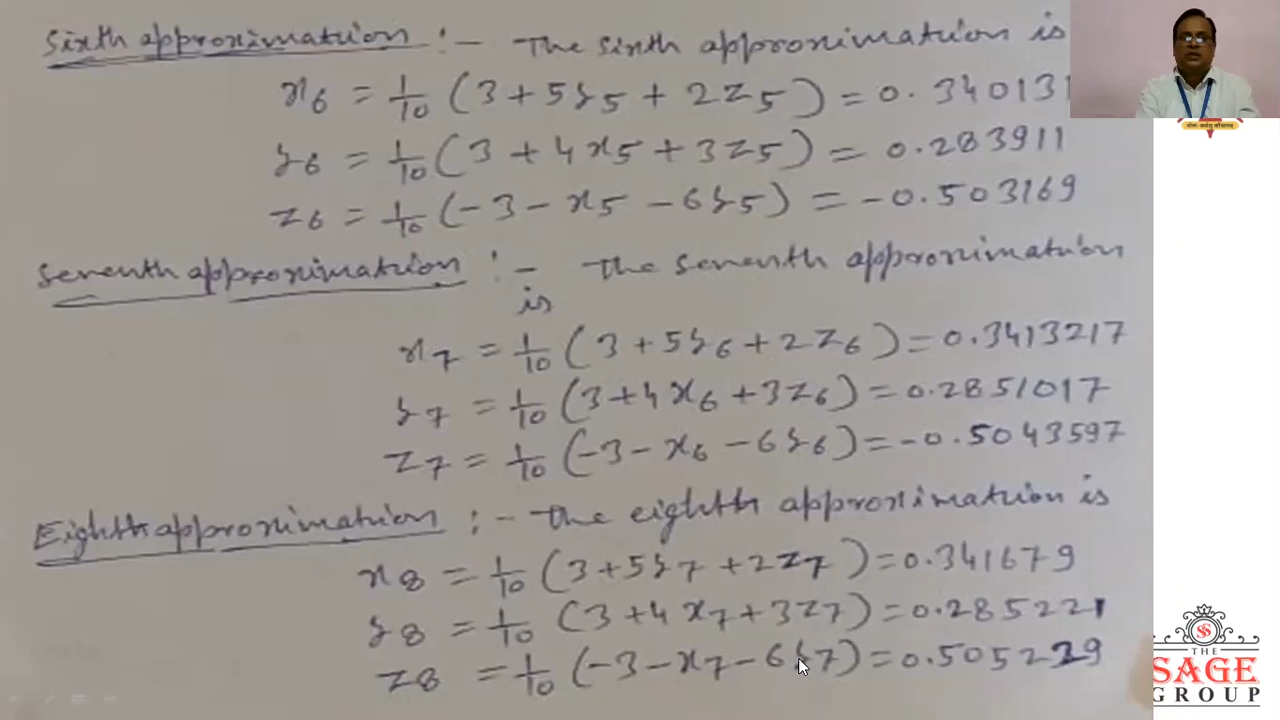 Sixth approximation :- The sixth approximation is
x6 = 1/10 (3 + 5y5 + 2z5) = 0.340131
y6 = 1/10 (3 + 4x5 + 3z5) = 0.283911
z6 = 1/10 (-3 - x5 - 6y5) = -0.503169
Seventh approximation :- The seventh approximation
is
x7 = 1/10 (3 + 5y6 + 2z6) = 0.3413217
y7 = 1/10 (3 + 4x6 + 3z6) = 0.2851017
z7 = 1/10 (-3 - x6 - 6y6) = -0.5043597
Eighth approximation :- The eighth approximation is
x8 = 1/10 (3 + 5y7 + 2z7) = 0.341679
y8 = 1/10 (3 + 4x7 + 3z7) = 0.285221
z8 = 1/10 (-3 - x7 - 6y7) = 0.505229
THE
SAGE
GROUP